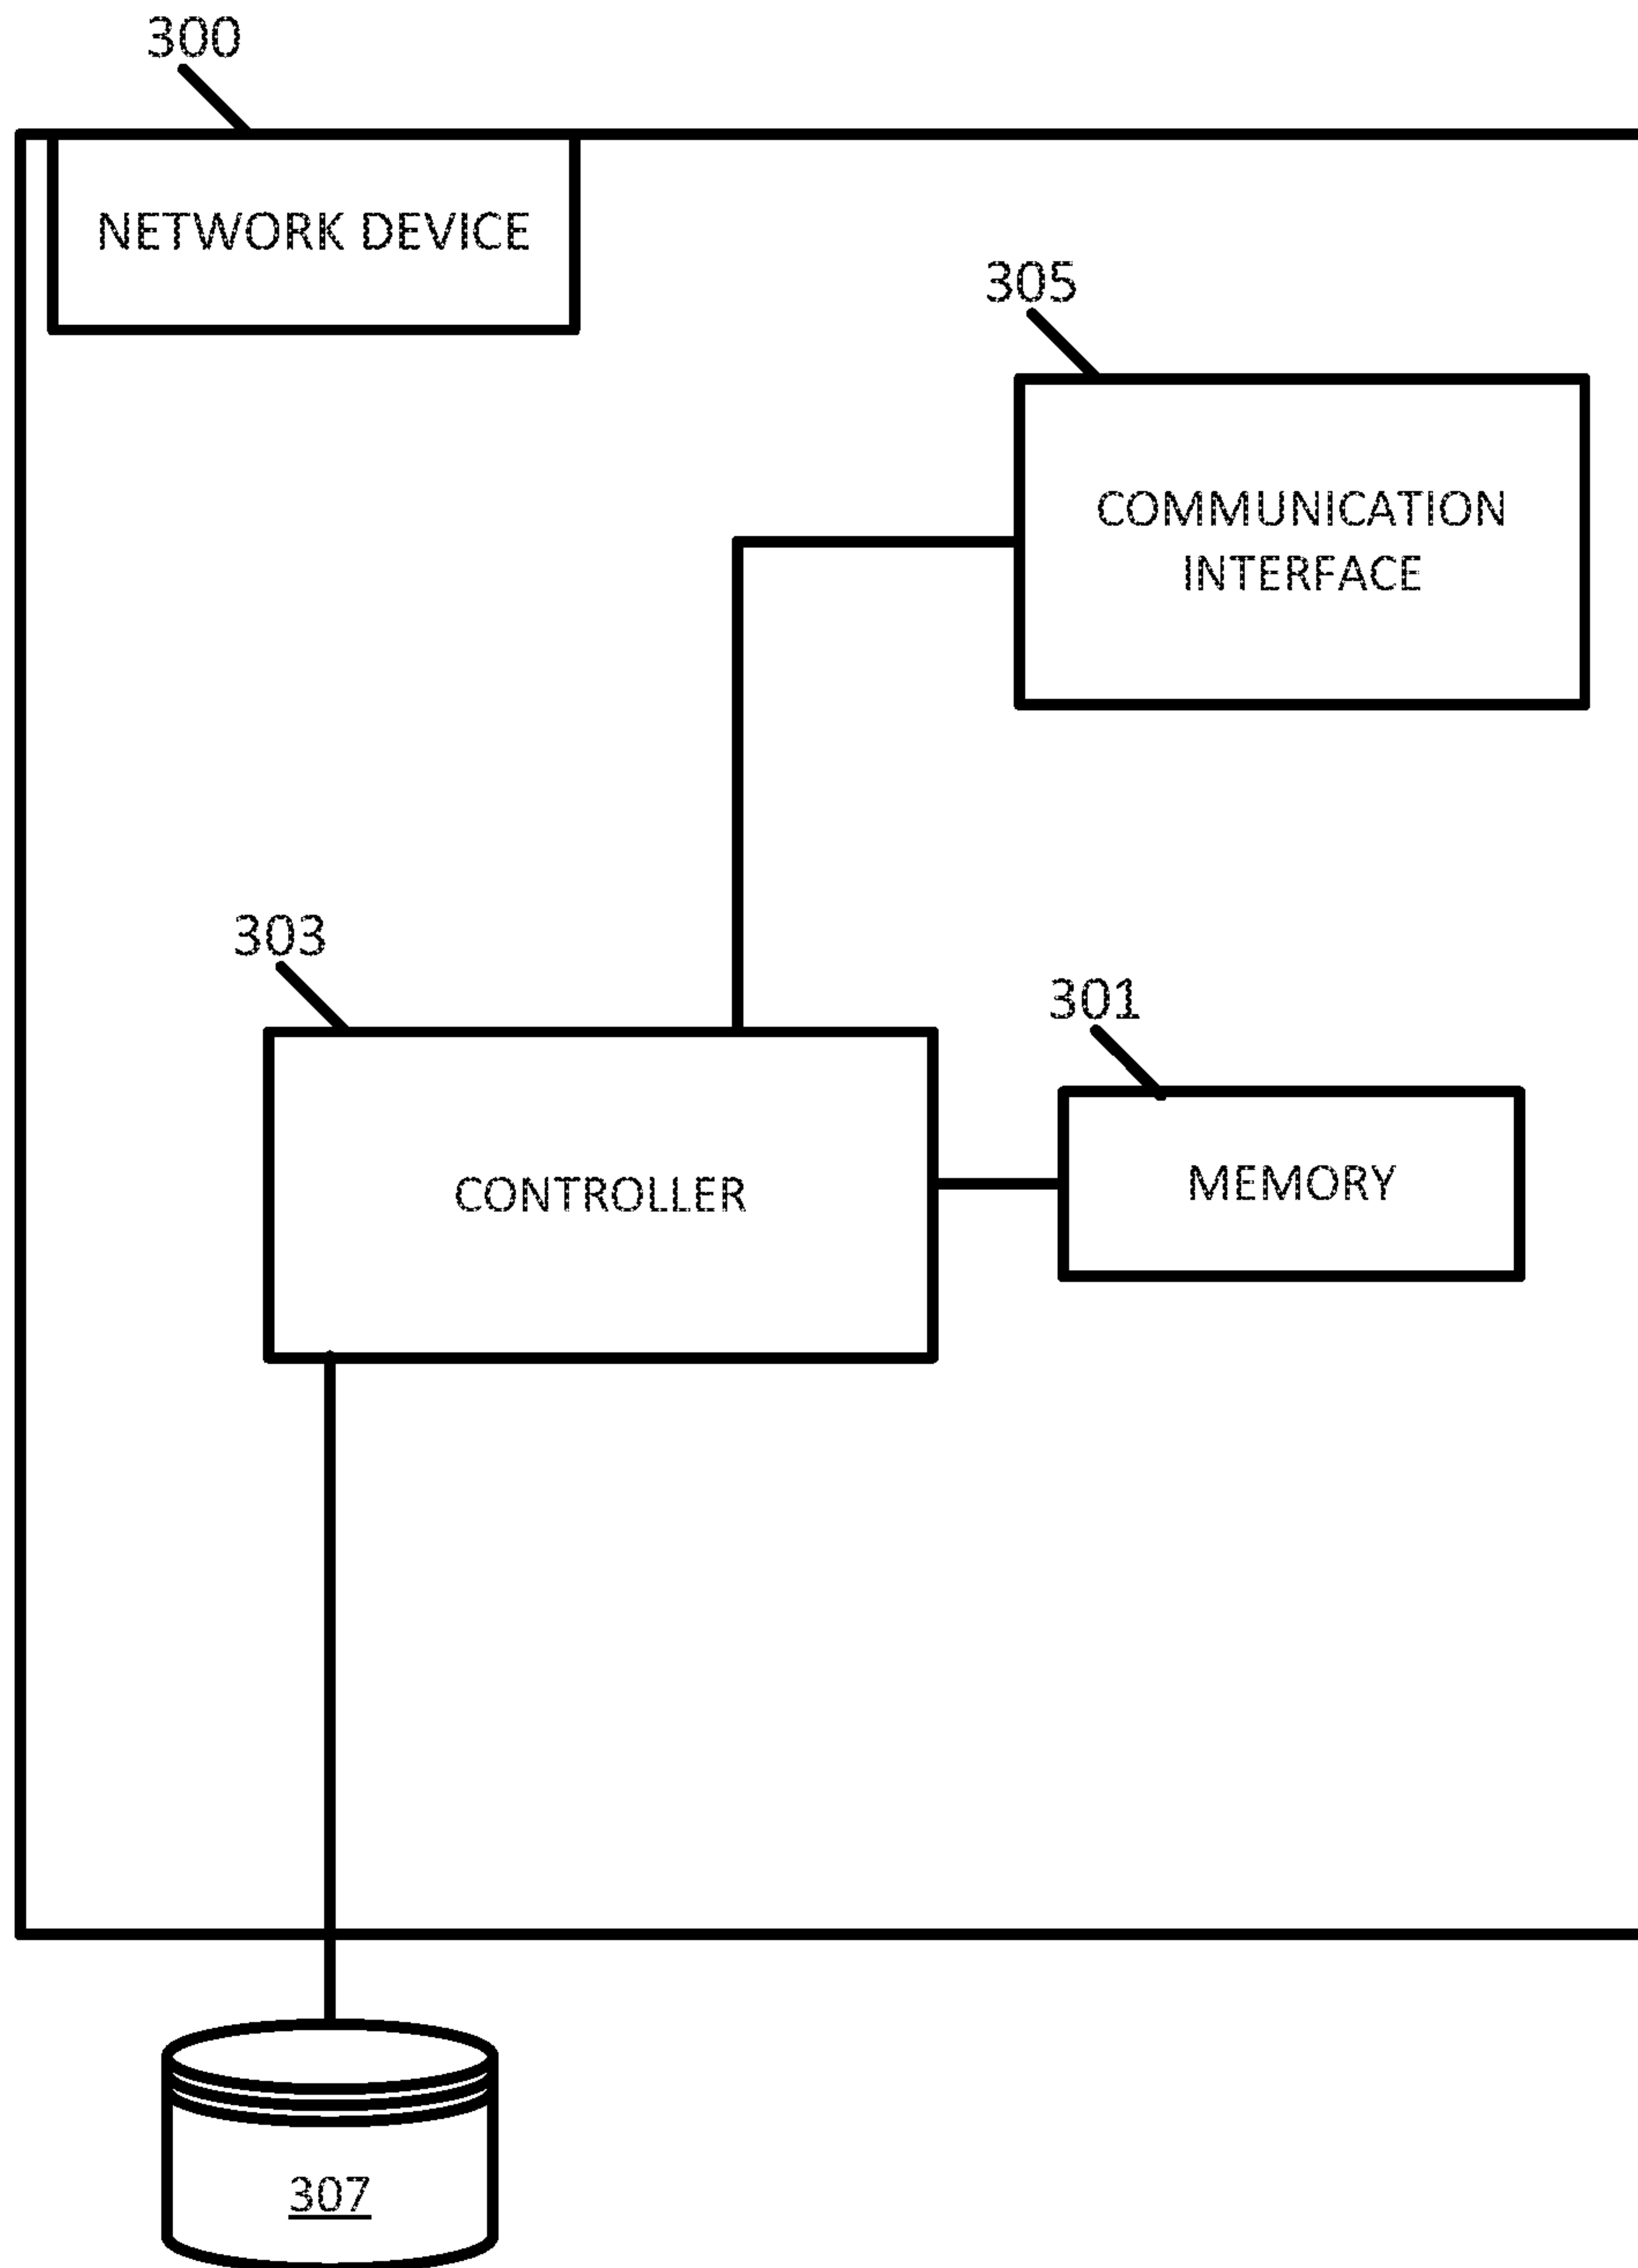 300
NETWORK DEVICE
305
COMMUNICATION
INTERFACE
303
301
CONTROLLER
MEMORY
307